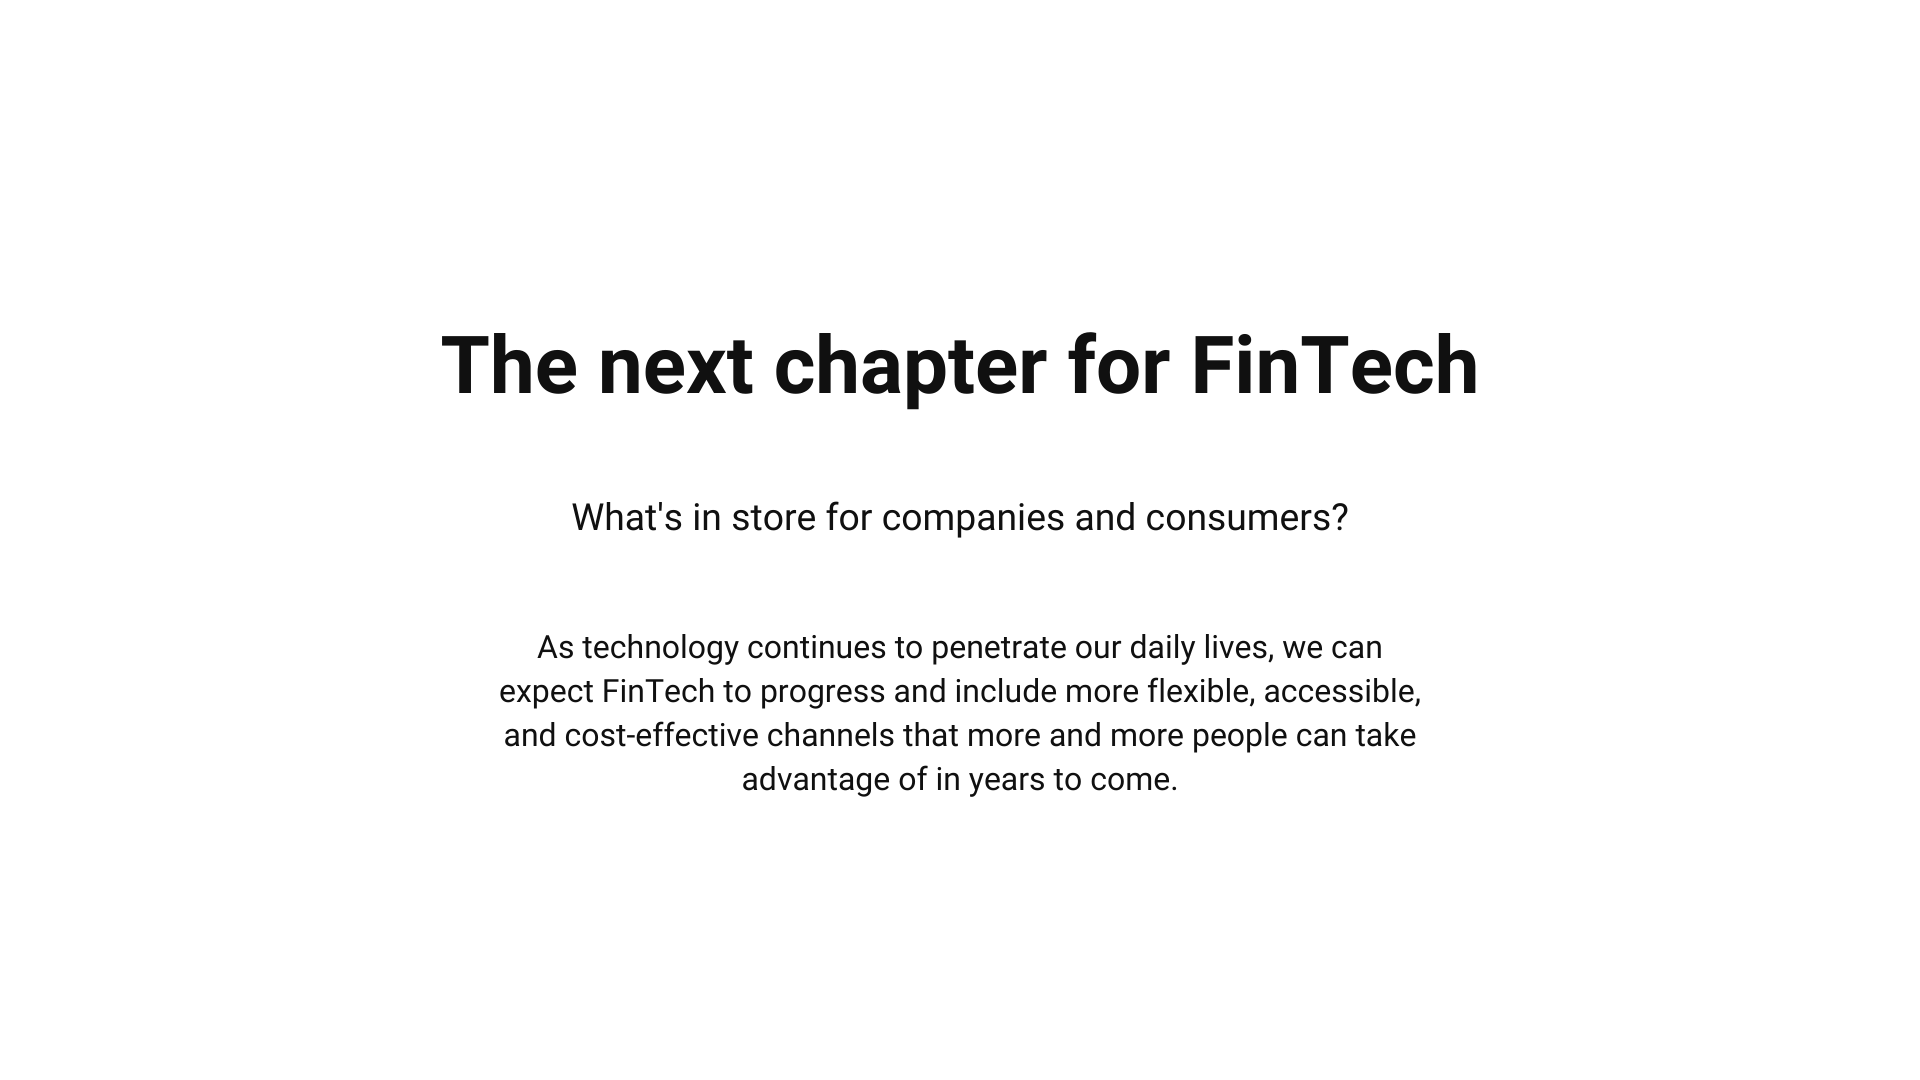 The next chapter for FinTech
What's in store for companies and consumers?
As technology continues to penetrate our daily lives, we can
expect FinTech to progress and include more flexible, accessible,
and cost-effective channels that more and more people can take
advantage of in years to come.